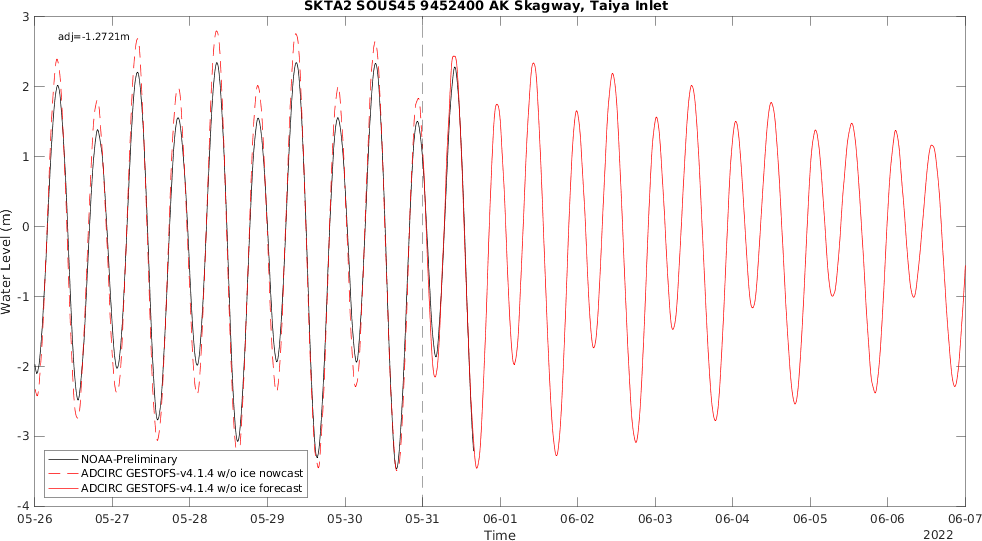 SKTA2 SOUS45 9452400 AK Skagway, Taiya Inlet
adj=-1.2721m
3
2
1
0
-1
-2
-3
-4
Water Level (m)
NOAA-Preliminary
ADCIRC GESTOFS-v4.1.4 w/o ice nowcast
ADCIRC GESTOFS-v4.1.4 w/o ice forecast
05-26 05-27 05-28 05-29 05-30 05-31 06-01 06-02 06-03 06-04 06-05 06-06 06-07
Time
2022